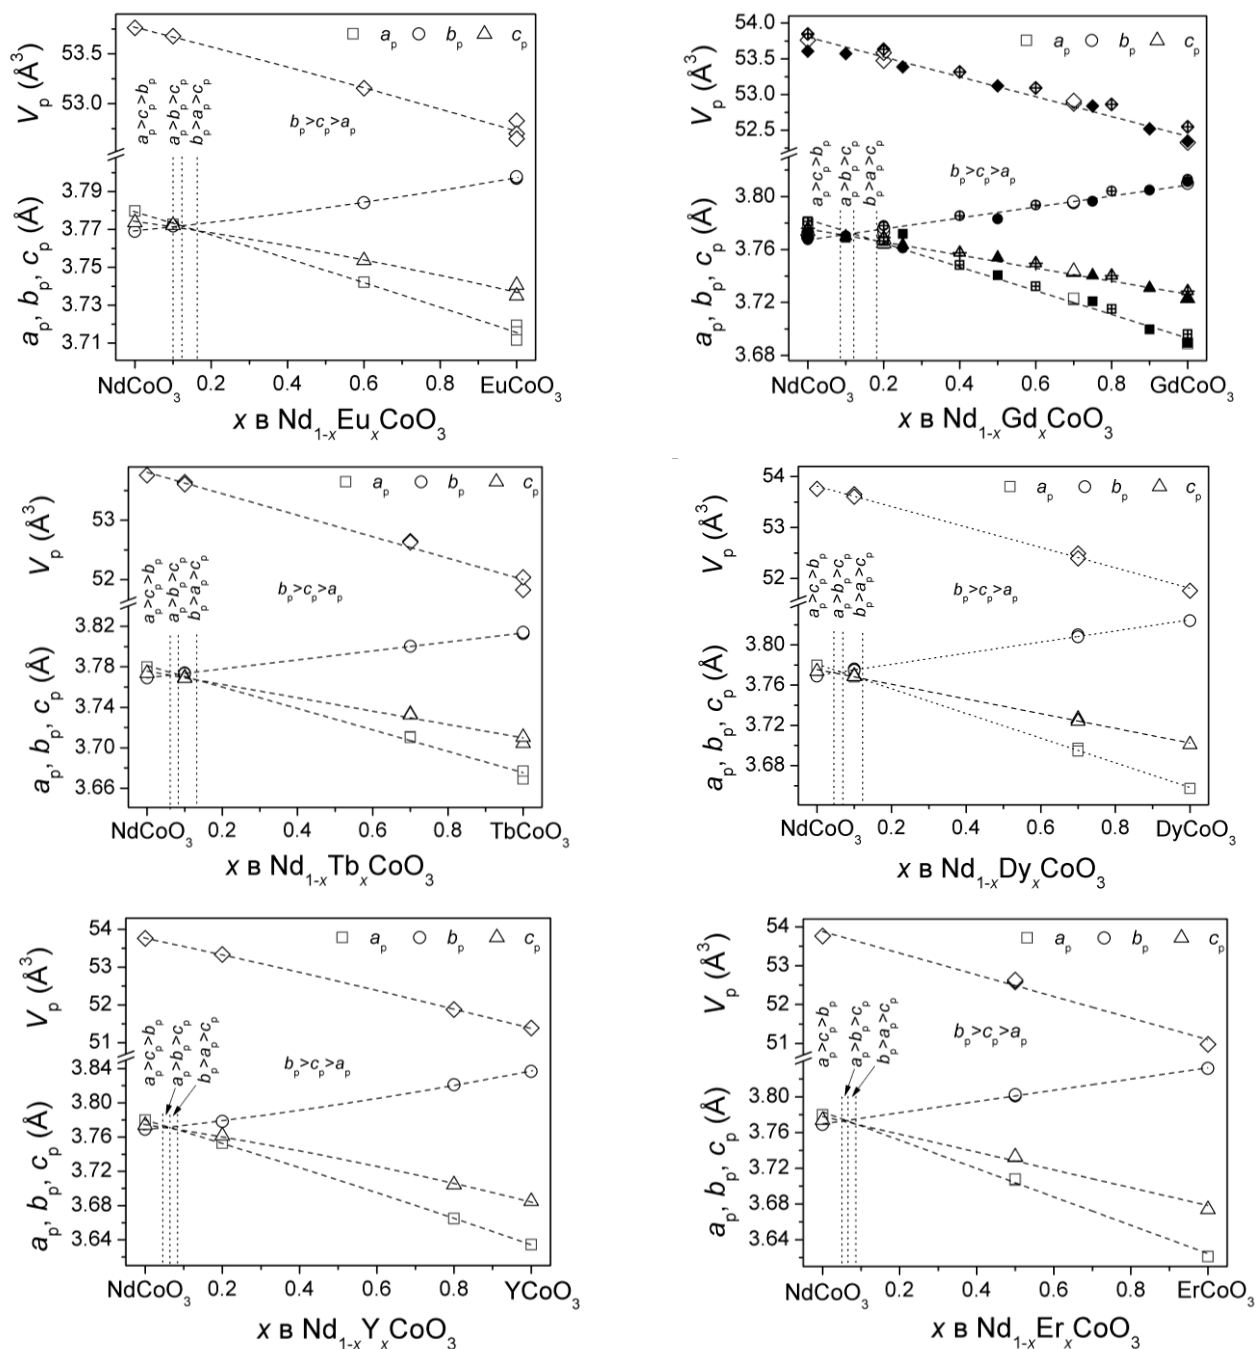 a_p b_p c_p
V_p (Å³)
53.5
53.0
a_p>c_p>b_p
a_p>b_p>c_p
b_p>a_p>c_p
b_p>c_p>a_p
a_p, b_p, c_p (Å)
3.79
3.77
3.75
3.73
3.71
NdCoO₃ 0.2 0.4 0.6 0.8 EuCoO₃
x в Nd₁₋ₓEuₓCoO₃
a_p b_p c_p
V_p (Å³)
54.0
53.5
53.0
52.5
a_p>c_p>b_p
a_p>b_p>c_p
b_p>a_p>c_p
b_p>c_p>a_p
a_p, b_p, c_p (Å)
3.80
3.76
3.72
3.68
NdCoO₃ 0.2 0.4 0.6 0.8 GdCoO₃
x в Nd₁₋ₓGdₓCoO₃
a_p b_p c_p
V_p (Å³)
53
52
a_p>c_p>b_p
a_p>b_p>c_p
b_p>a_p>c_p
b_p>c_p>a_p
a_p, b_p, c_p (Å)
3.82
3.78
3.74
3.70
3.66
NdCoO₃ 0.2 0.4 0.6 0.8 TbCoO₃
x в Nd₁₋ₓTbₓCoO₃
a_p b_p c_p
V_p (Å³)
54
53
52
a_p>c_p>b_p
a_p>b_p>c_p
b_p>a_p>c_p
b_p>c_p>a_p
a_p, b_p, c_p (Å)
3.80
3.76
3.72
3.68
NdCoO₃ 0.2 0.4 0.6 0.8 DyCoO₃
x в Nd₁₋ₓDyₓCoO₃
a_p b_p c_p
V_p (Å³)
54
53
52
51
a_p>c_p>b_p
a_p>b_p>c_p
b_p>a_p>c_p
b_p>c_p>a_p
a_p, b_p, c_p (Å)
3.84
3.80
3.76
3.72
3.68
3.64
NdCoO₃ 0.2 0.4 0.6 0.8 YCoO₃
x в Nd₁₋ₓYₓCoO₃
a_p b_p c_p
V_p (Å³)
54
53
52
51
a_p>c_p>b_p
a_p>b_p>c_p
b_p>a_p>c_p
b_p>c_p>a_p
a_p, b_p, c_p (Å)
3.80
3.76
3.72
3.68
3.64
NdCoO₃ 0.2 0.4 0.6 0.8 ErCoO₃
x в Nd₁₋ₓErₓCoO₃